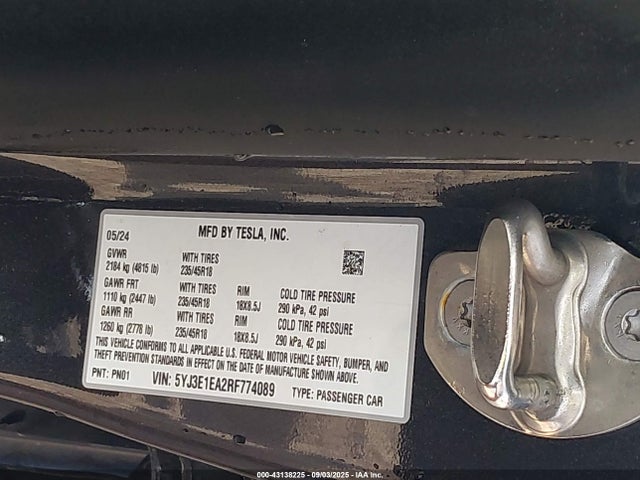 05/24 MFD BY TESLA, INC.
GVWR WITH TIRES
2184 kg (4815 lb) 235/45R18
GAWR FRT WITH TIRES RIM COLD TIRE PRESSURE
1110 kg (2447 lb) 235/45R18 18X8.5J 290 kPa, 42 psi
GAWR RR WITH TIRES RIM COLD TIRE PRESSURE
1260 kg (2778 lb) 235/45R18 18X8.5J 290 kPa, 42 psi
THIS VEHICLE CONFORMS TO ALL APPLICABLE U.S. FEDERAL MOTOR VEHICLE SAFETY, BUMPER, AND
THEFT PREVENTION STANDARDS IN EFFECT ON THE DATE OF MANUFACTURE SHOWN ABOVE.
PNT: PN01 VIN: 5YJ3E1EA2RF774089 TYPE: PASSENGER CAR
000-43138225 - 09/03/2025 - IAA Inc.